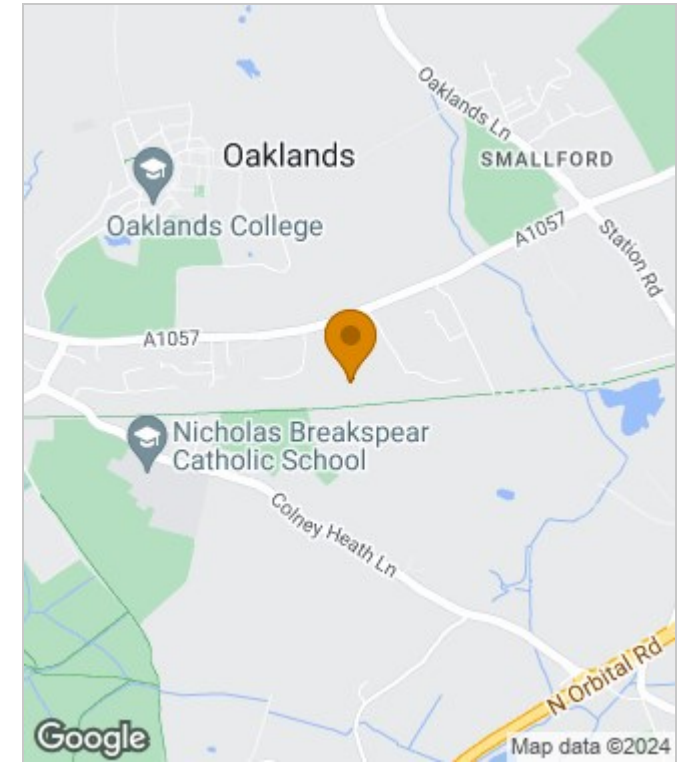 Oaklands Ln
Oaklands
SMALLFORD
Oaklands College
A1057
Station Rd
A1057
Nicholas Breakspear
Catholic School
Colney Heath Ln
N Orbital Rd
Google
Map data ©2024